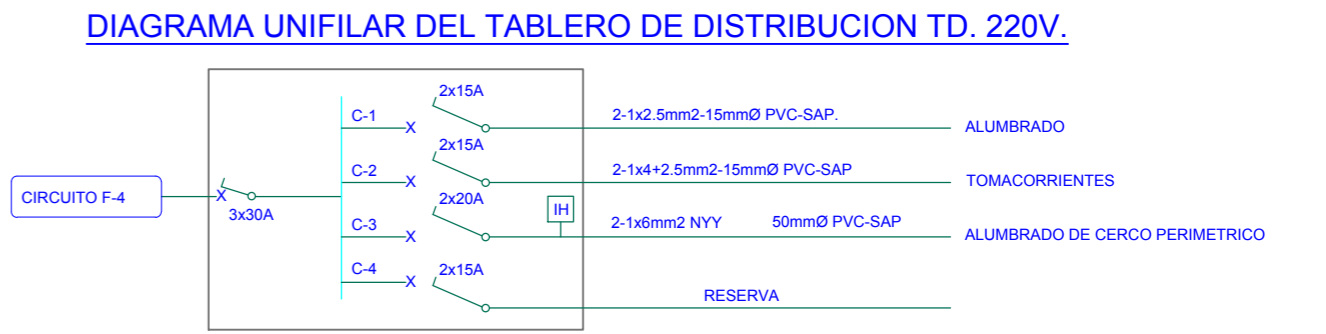 DIAGRAMA UNIFILAR DEL TABLERO DE DISTRIBUCION TD. 220V.
CIRCUITO F-4
X
3x30A
C-1
X
2x15A
2-1x2.5mm2-15mmØ PVC-SAP.
ALUMBRADO
C-2
X
2x15A
2-1x4+2.5mm2-15mmØ PVC-SAP
TOMACORRIENTES
C-3
X
2x20A
IH
2-1x6mm2 NYY 50mmØ PVC-SAP
ALUMBRADO DE CERCO PERIMETRICO
C-4
X
2x15A
RESERVA